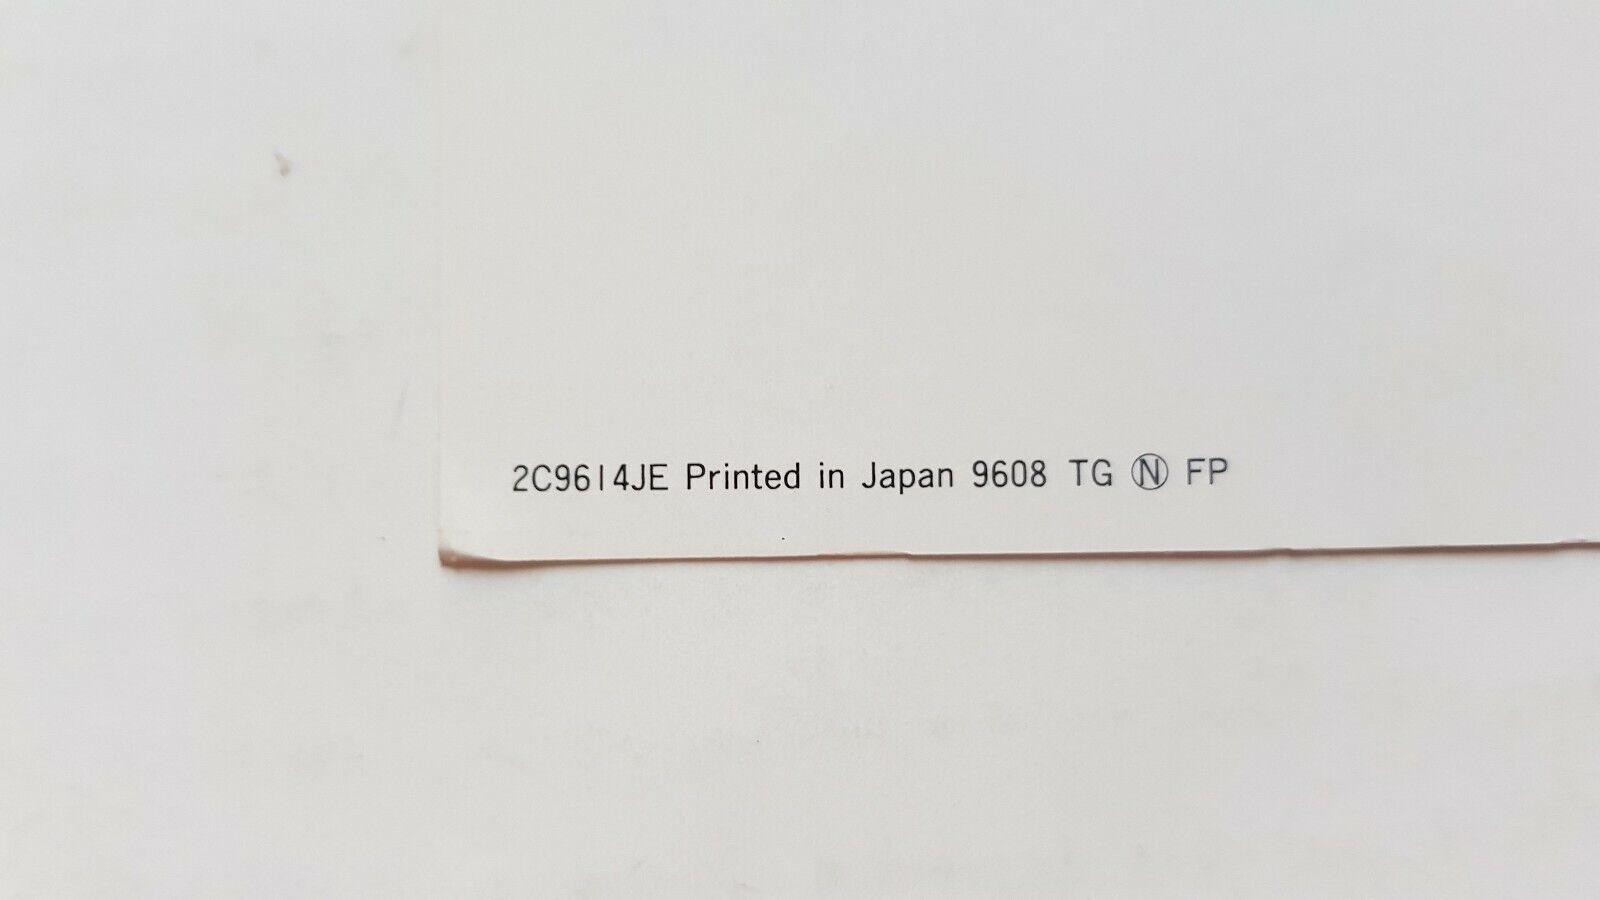 2C9614JE Printed in Japan 9608 TG Ⓝ FP